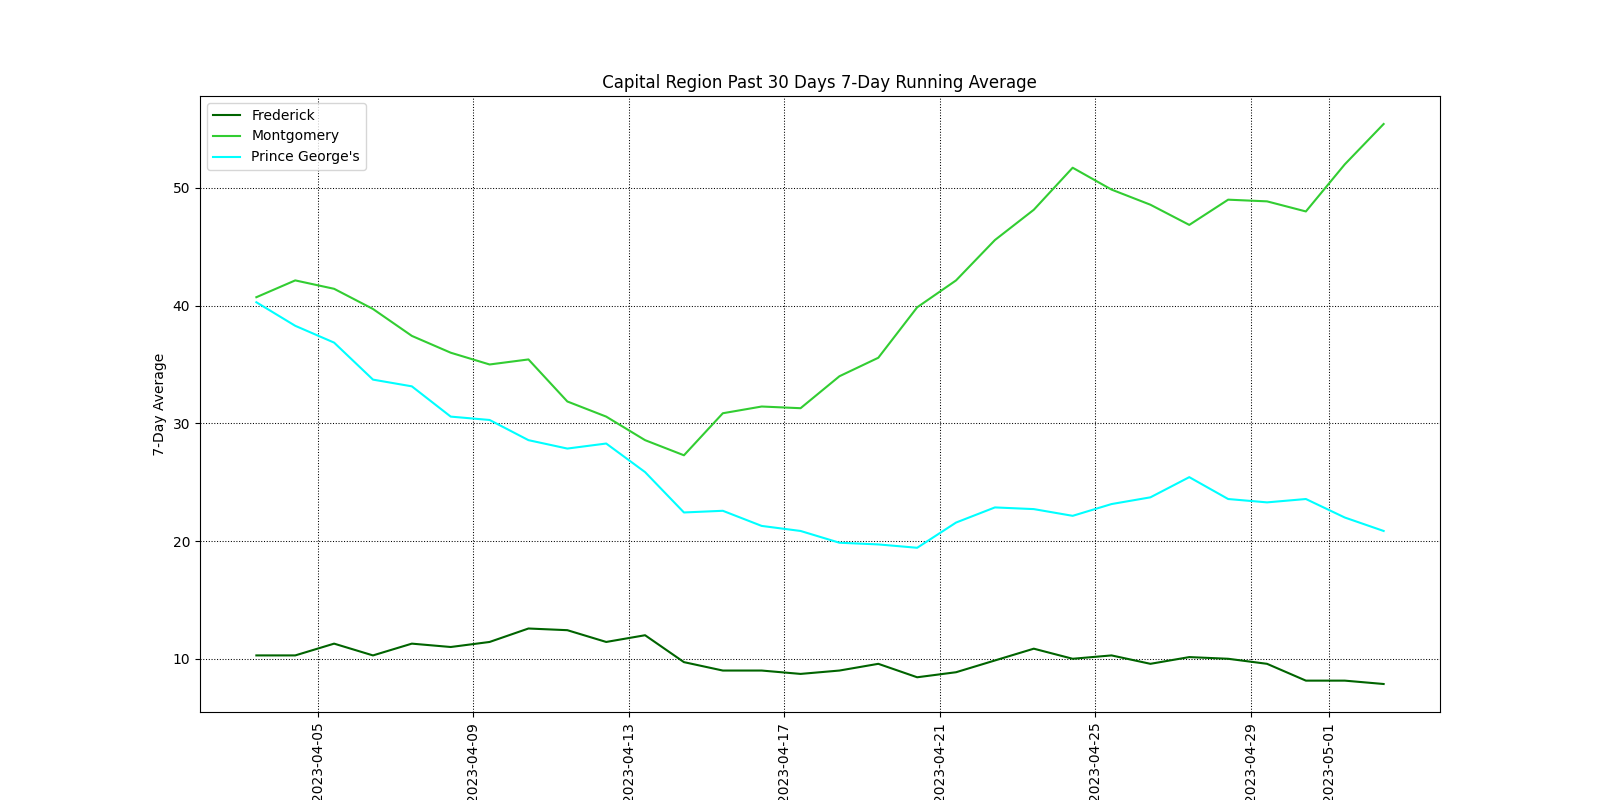 Capital Region Past 30 Days 7-Day Running Average
Frederick
Montgomery
Prince George's
7-Day Average
50
40
30
20
10
2023-04-05
2023-04-09
2023-04-13
2023-04-17
2023-04-21
2023-04-25
2023-04-29
2023-05-01